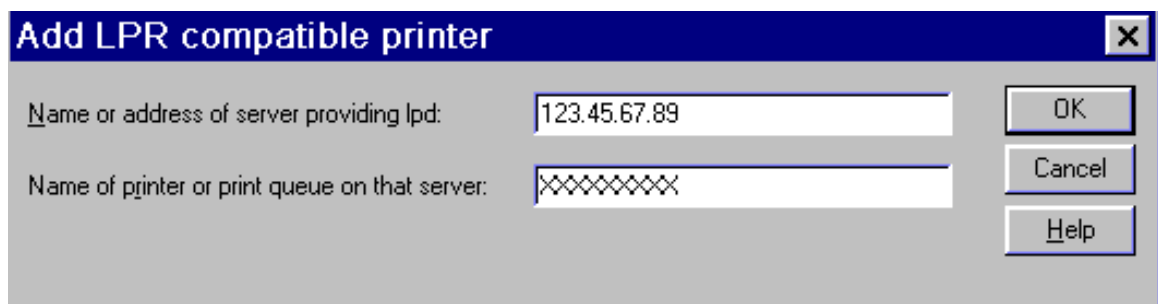 Add LPR compatible printer
Name or address of server providing lpd: 123.45.67.89 OK
Cancel
Name of printer or print queue on that server: XXXXXXXXX
Help